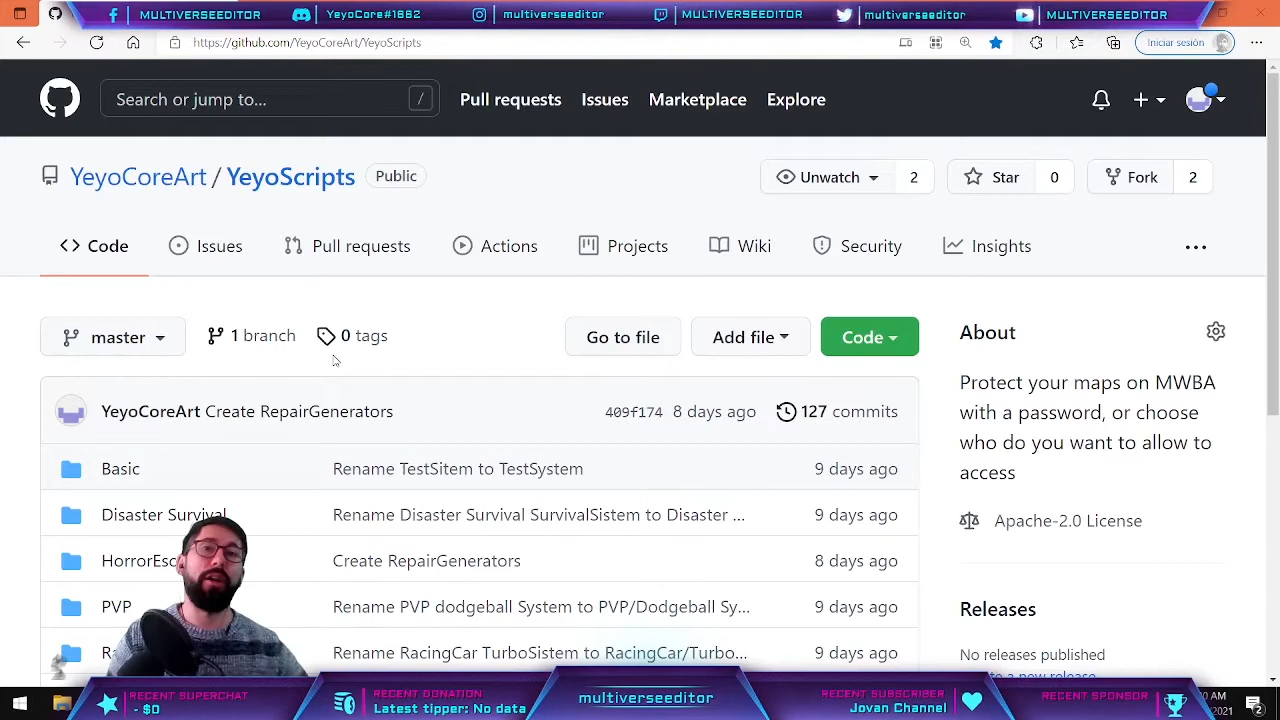 MULTIVERSEEDITOR
YeyoCore#1662
multiverseeditor
MULTIVERSEEDITOR
multiverseeditor
MULTIVERSEEDITOR
https://github.com/YeyoCoreArt/YeyoScripts
Iniciar sesión
Search or jump to...
/
Pull requests
Issues
Marketplace
Explore
YeyoCoreArt / YeyoScripts
Public
Unwatch
2
Star
0
Fork
2
Code
Issues
Pull requests
Actions
Projects
Wiki
Security
Insights
master
1 branch
0 tags
Go to file
Add file
Code
YeyoCoreArt Create RepairGenerators
409f174 8 days ago
127 commits
Basic
Rename TestSitem to TestSystem
9 days ago
Disaster Survival
Rename Disaster Survival SurvivalSistem to Disaster ...
9 days ago
HorrorEsc
Create RepairGenerators
8 days ago
PVP
Rename PVP dodgeball System to PVP/Dodgeball Sy...
9 days ago
Rename RacingCar TurboSistem to RacingCar/Turbo...
9 days ago
About
Protect your maps on MWBA
with a password, or choose
who do you want to allow to
access
Apache-2.0 License
Releases
No releases published
RECENT SUPERCHAT
- $0
RECENT DONATION
Latest tipper: No data
multiverseeditor
RECENT SUBSCRIBER
Jovan Channel
RECENT SPONSOR
AM
2021
2